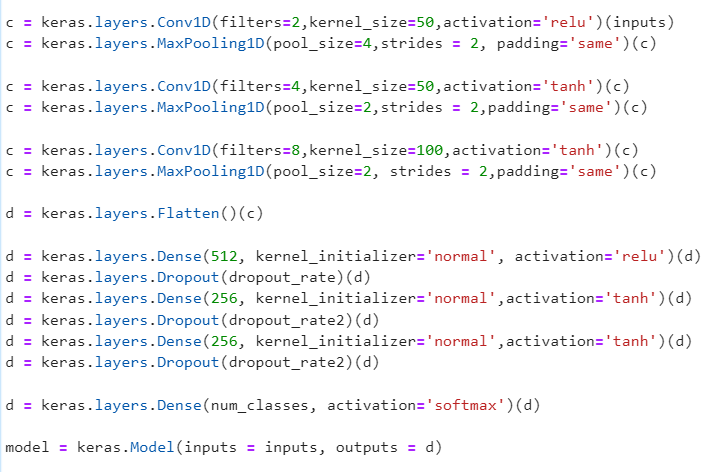 c = keras.layers.Conv1D(filters=2,kernel_size=50,activation='relu')(inputs)
c = keras.layers.MaxPooling1D(pool_size=4,strides = 2, padding='same')(c)
c = keras.layers.Conv1D(filters=4,kernel_size=50,activation='tanh')(c)
c = keras.layers.MaxPooling1D(pool_size=2,strides = 2,padding='same')(c)
c = keras.layers.Conv1D(filters=8,kernel_size=100,activation='tanh')(c)
c = keras.layers.MaxPooling1D(pool_size=2, strides = 2,padding='same')(c)
d = keras.layers.Flatten()(c)
d = keras.layers.Dense(512, kernel_initializer='normal', activation='relu')(d)
d = keras.layers.Dropout(dropout_rate)(d)
d = keras.layers.Dense(256, kernel_initializer='normal',activation='tanh')(d)
d = keras.layers.Dropout(dropout_rate2)(d)
d = keras.layers.Dense(256, kernel_initializer='normal',activation='tanh')(d)
d = keras.layers.Dropout(dropout_rate2)(d)
d = keras.layers.Dense(num_classes, activation='softmax')(d)
model = keras.Model(inputs = inputs, outputs = d)